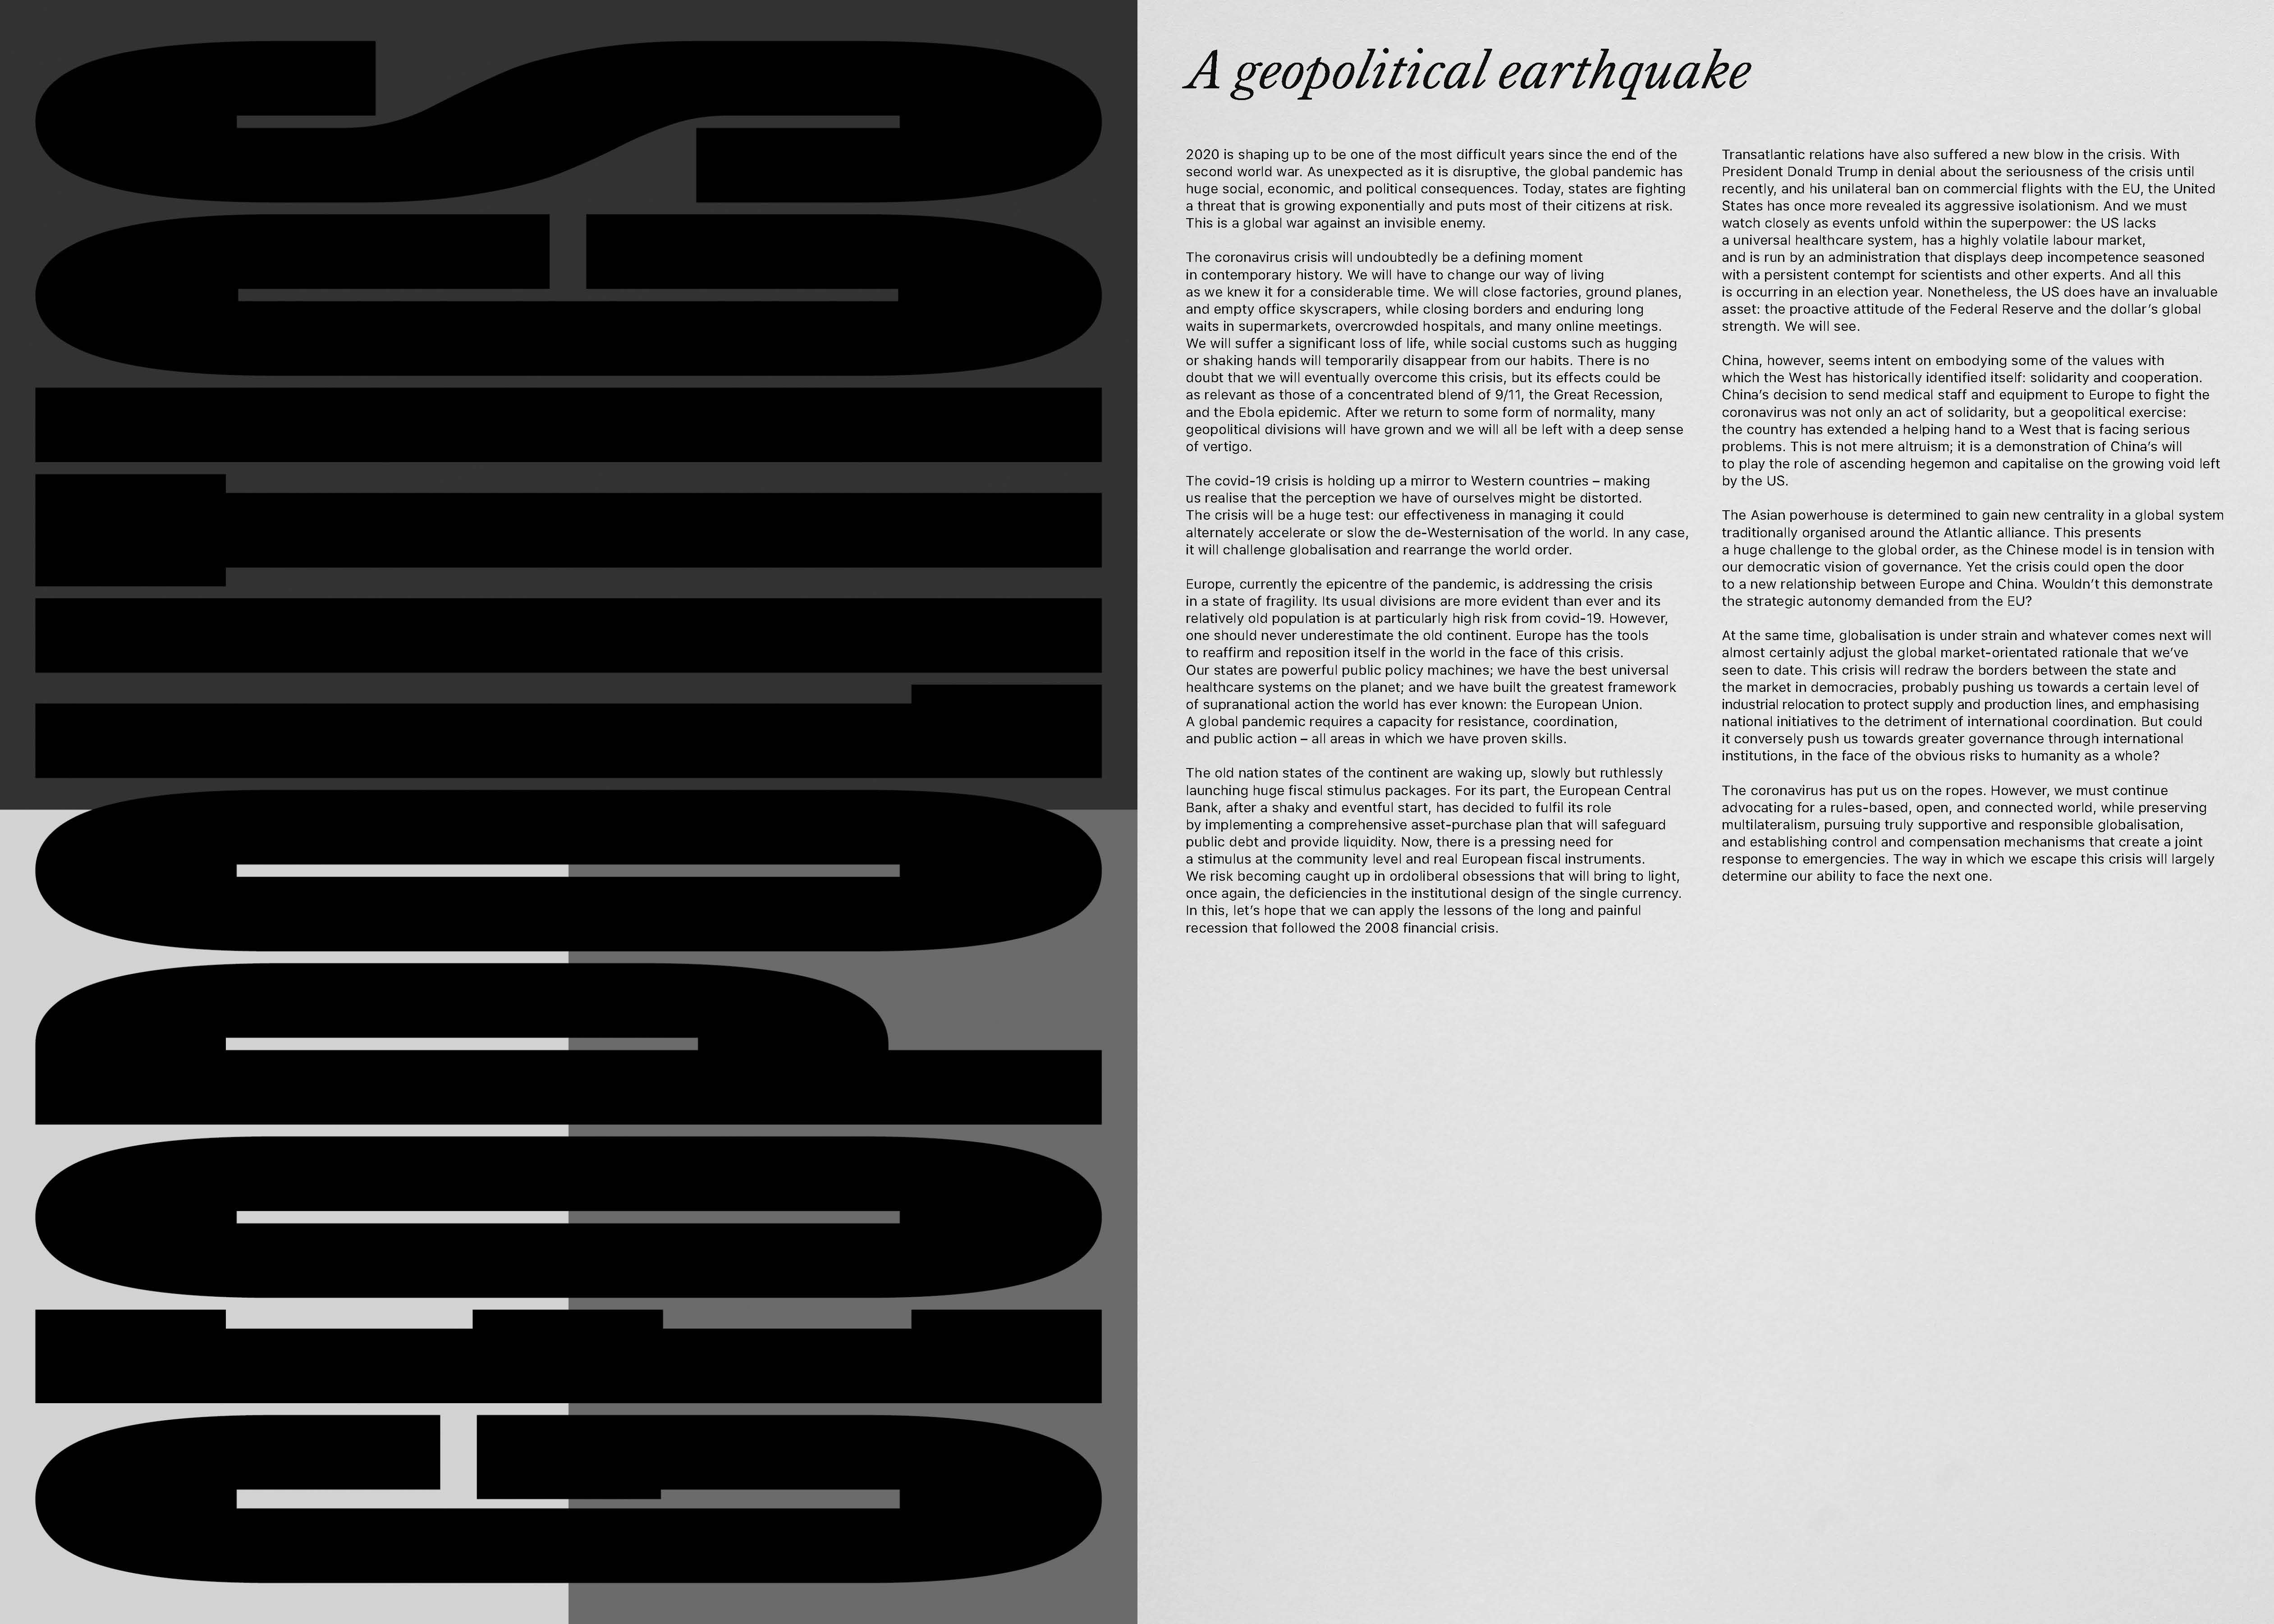 GEOPOLITICS
A geopolitical earthquake
2020 is shaping up to be one of the most difficult years since the end of the
second world war. As unexpected as it is disruptive, the global pandemic has
huge social, economic, and political consequences. Today, states are fighting
a threat that is growing exponentially and puts most of their citizens at risk.
This is a global war against an invisible enemy.
The coronavirus crisis will undoubtedly be a defining moment
in contemporary history. We will have to change our way of living
as we knew it for a considerable time. We will close factories, ground planes,
and empty office skyscrapers, while closing borders and enduring long
waits in supermarkets, overcrowded hospitals, and many online meetings.
We will suffer a significant loss of life, while social customs such as hugging
or shaking hands will temporarily disappear from our habits. There is no
doubt that we will eventually overcome this crisis, but its effects could be
as relevant as those of a concentrated blend of 9/11, the Great Recession,
and the Ebola epidemic. After we return to some form of normality, many
geopolitical divisions will have grown and we will all be left with a deep sense
of vertigo.
The covid-19 crisis is holding up a mirror to Western countries – making
us realise that the perception we have of ourselves might be distorted.
The crisis will be a huge test: our effectiveness in managing it could
alternately accelerate or slow the de-Westernisation of the world. In any case,
it will challenge globalisation and rearrange the world order.
Europe, currently the epicentre of the pandemic, is addressing the crisis
in a state of fragility. Its usual divisions are more evident than ever and its
relatively old population is at particularly high risk from covid-19. However,
one should never underestimate the old continent. Europe has the tools
to reaffirm and reposition itself in the world in the face of this crisis.
Our states are powerful public policy machines; we have the best universal
healthcare systems on the planet; and we have built the greatest framework
of supranational action the world has ever known: the European Union.
A global pandemic requires a capacity for resistance, coordination,
and public action – all areas in which we have proven skills.
The old nation states of the continent are waking up, slowly but ruthlessly
launching huge fiscal stimulus packages. For its part, the European Central
Bank, after a shaky and eventful start, has decided to fulfil its role
by implementing a comprehensive asset-purchase plan that will safeguard
public debt and provide liquidity. Now, there is a pressing need for
a stimulus at the community level and real European fiscal instruments.
We risk becoming caught up in ordoliberal obsessions that will bring to light,
once again, the deficiencies in the institutional design of the single currency.
In this, let’s hope that we can apply the lessons of the long and painful
recession that followed the 2008 financial crisis.
Transatlantic relations have also suffered a new blow in the crisis. With
President Donald Trump in denial about the seriousness of the crisis until
recently, and his unilateral ban on commercial flights with the EU, the United
States has once more revealed its aggressive isolationism. And we must
watch closely as events unfold within the superpower: the US lacks
a universal healthcare system, has a highly volatile labour market,
and is run by an administration that displays deep incompetence seasoned
with a persistent contempt for scientists and other experts. And all this
is occurring in an election year. Nonetheless, the US does have an invaluable
asset: the proactive attitude of the Federal Reserve and the dollar’s global
strength. We will see.
China, however, seems intent on embodying some of the values with
which the West has historically identified itself: solidarity and cooperation.
China’s decision to send medical staff and equipment to Europe to fight the
coronavirus was not only an act of solidarity, but a geopolitical exercise:
the country has extended a helping hand to a West that is facing serious
problems. This is not mere altruism; it is a demonstration of China’s will
to play the role of ascending hegemon and capitalise on the growing void left
by the US.
The Asian powerhouse is determined to gain new centrality in a global system
traditionally organised around the Atlantic alliance. This presents
a huge challenge to the global order, as the Chinese model is in tension with
our democratic vision of governance. Yet the crisis could open the door
to a new relationship between Europe and China. Wouldn’t this demonstrate
the strategic autonomy demanded from the EU?
At the same time, globalisation is under strain and whatever comes next will
almost certainly adjust the global market-orientated rationale that we’ve
seen to date. This crisis will redraw the borders between the state and
the market in democracies, probably pushing us towards a certain level of
industrial relocation to protect supply and production lines, and emphasising
national initiatives to the detriment of international coordination. But could
it conversely push us towards greater governance through international
institutions, in the face of the obvious risks to humanity as a whole?
The coronavirus has put us on the ropes. However, we must continue
advocating for a rules-based, open, and connected world, while preserving
multilateralism, pursuing truly supportive and responsible globalisation,
and establishing control and compensation mechanisms that create a joint
response to emergencies. The way in which we escape this crisis will largely
determine our ability to face the next one.